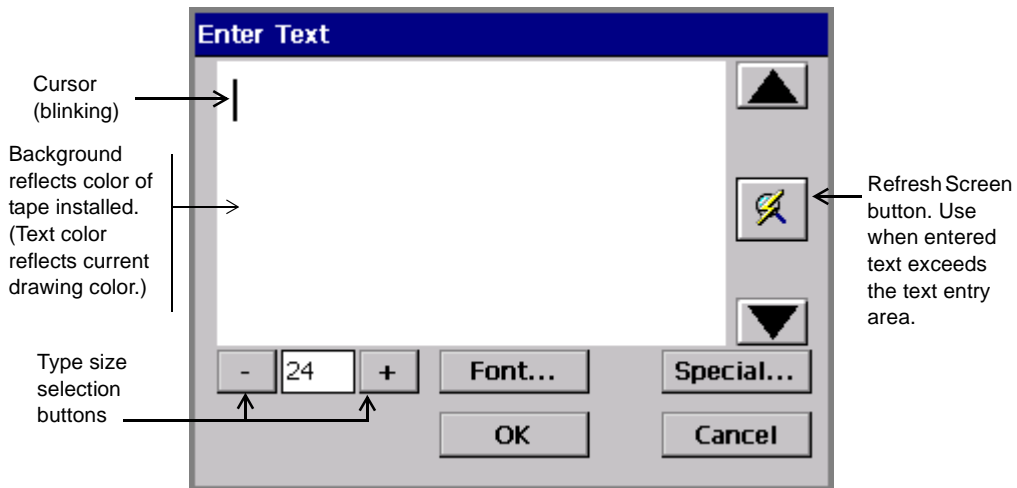 Enter Text
Cursor
(blinking)
Background
reflects color of
tape installed.
(Text color
reflects current
drawing color.)
Refresh Screen
button. Use
when entered
text exceeds
the text entry
area.
Type size
selection
buttons
- 24 + Font... Special...
OK Cancel